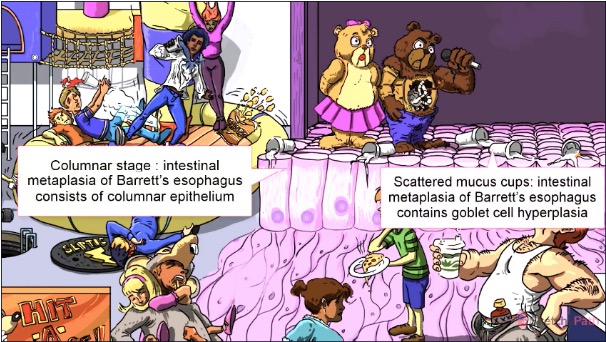 Columnar stage : intestinal
metaplasia of Barrett's esophagus
consists of columnar epithelium
Scattered mucus cups: intestinal
metaplasia of Barrett's esophagus
contains goblet cell hyperplasia
HIT
A